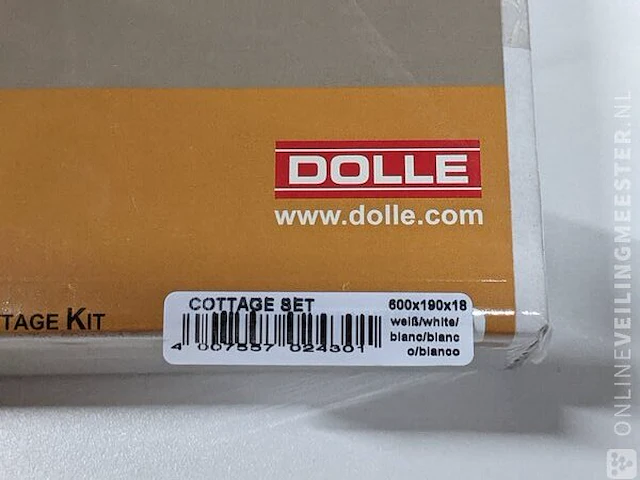 DOLLE
www.dolle.com
TAGE KIT
COTTAGE SET
600x190x18
weiß/white/
blanc/blanc
o/bianco
4 007557 024301
ONLINEVEILINGMEESTER.NL